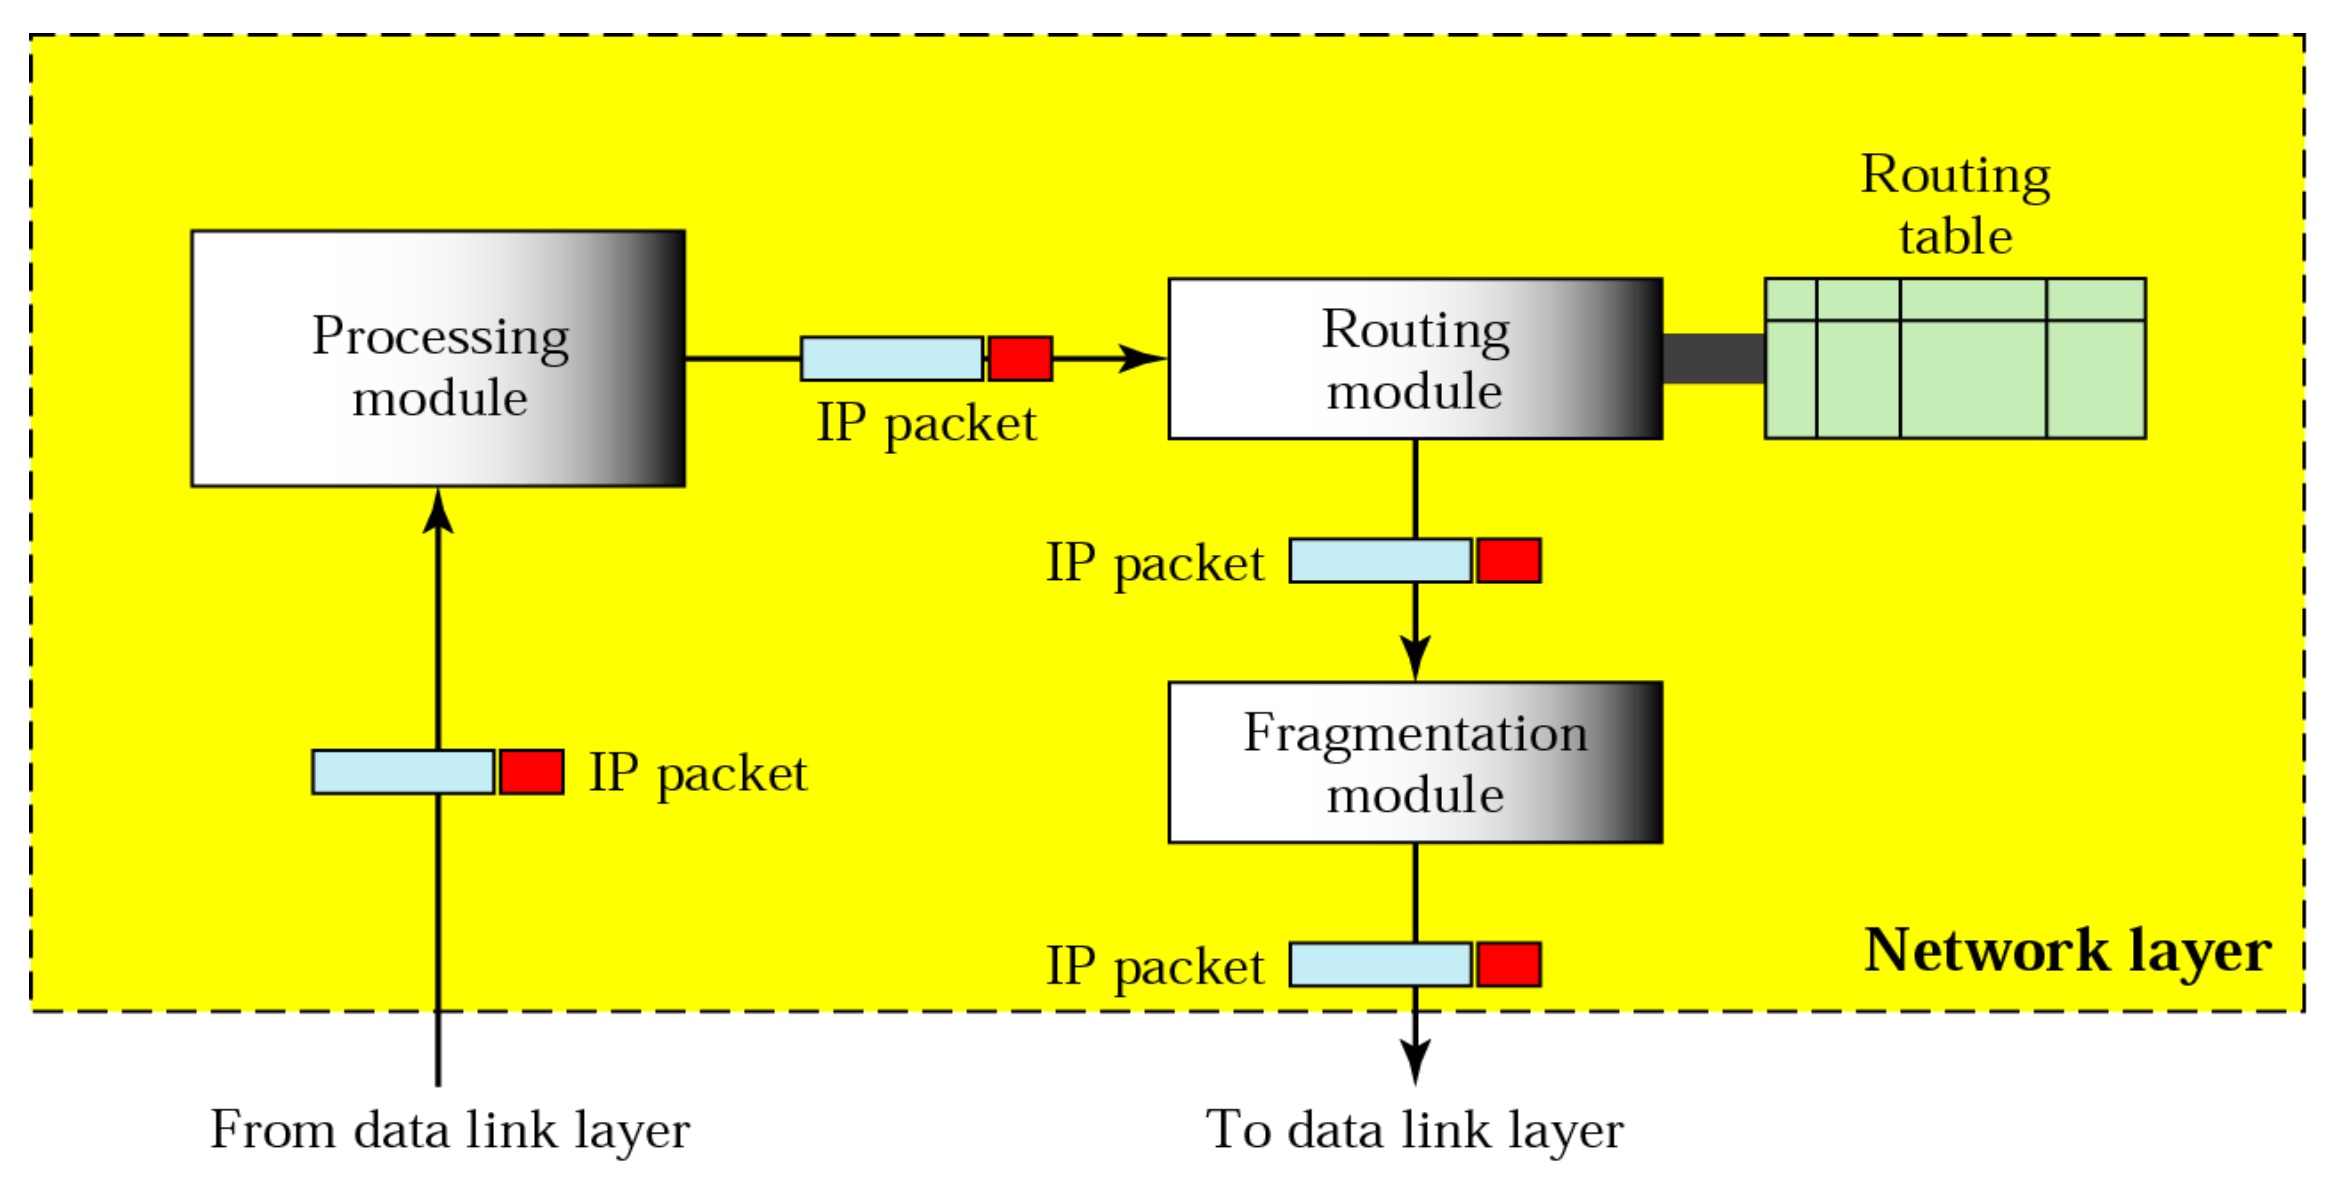 Routing
table
Processing
module
Routing
module
IP packet
IP packet
Fragmentation
module
IP packet
IP packet
Network layer
From data link layer
To data link layer